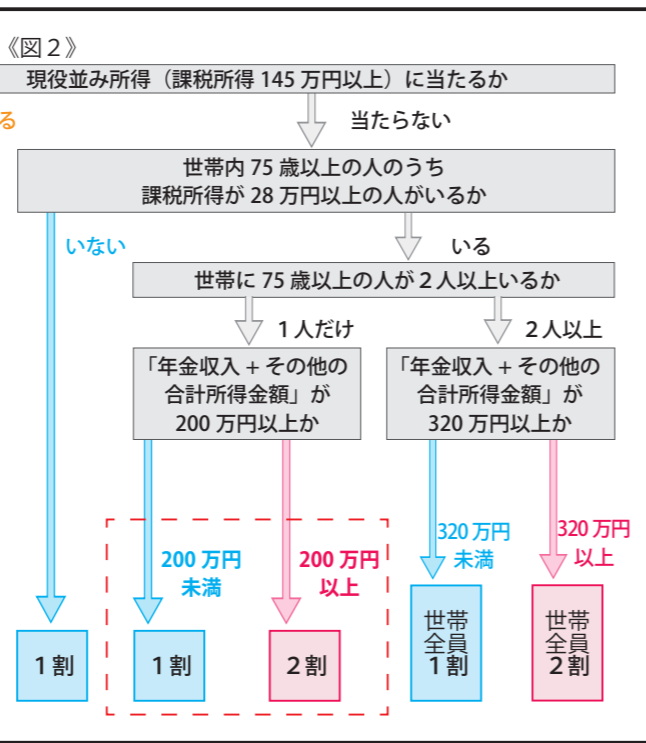 《図2》
現役並み所得（課税所得 145 万円以上）に当たるか
る
当たらない
世帯内 75 歳以上の人のうち
課税所得が 28 万円以上の人がいるか
いない
いる
世帯に 75 歳以上の人が２人以上いるか
１人だけ
２人以上
「年金収入 + その他の
合計所得金額」が
200 万円以上か
「年金収入 + その他の
合計所得金額」が
320 万円以上か
200 万円
未満
200 万円
以上
320 万円
未満
320 万円
以上
１割
１割
２割
世帯
全員
１割
世帯
全員
２割